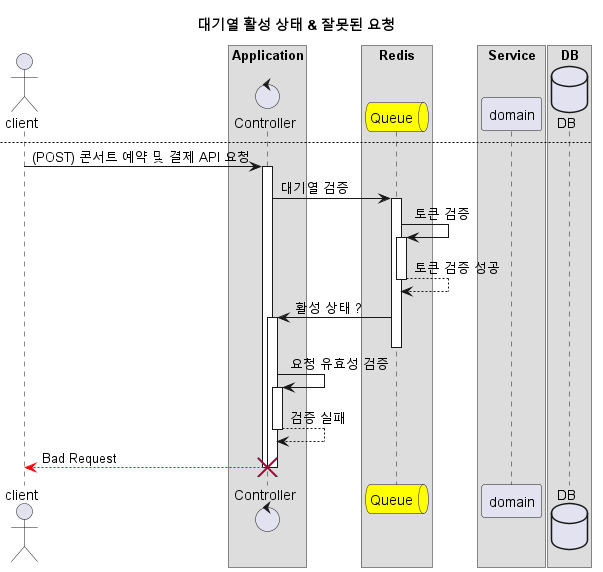 대기열 활성 상태 & 잘못된 요청
Application
Redis
Service
DB
client
Controller
Queue
domain
DB
(POST) 콘서트 예약 및 결제 API 요청
대기열 검증
토큰 검증
토큰 검증 성공
활성 상태 ?
요청 유효성 검증
검증 실패
Bad Request
client
Controller
Queue
domain
DB